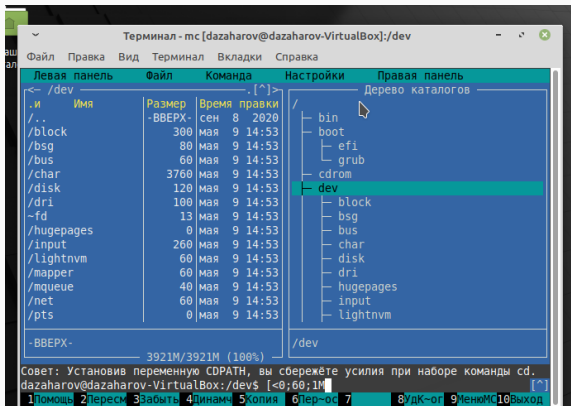 Терминал - mc [dazaharov@dazaharov-VirtualBox]:/dev
Файл Правка Вид Терминал Вкладки Справка
Левая панель Файл Команда Настройки Правая панель
<— /dev .[^]>
Дерево каталогов
.и Имя Размер Время правки
/.. -ВВЕРХ- сен 8 2020
/block 300 мая 9 14:53
/bsg 80 мая 9 14:53
/bus 60 мая 9 14:53
/char 3760 мая 9 14:53
/disk 120 мая 9 14:53
/dri 100 мая 9 14:53
~fd 13 мая 9 14:53
/hugepages 0 мая 9 14:53
/input 260 мая 9 14:53
/lightnvm 60 мая 9 14:53
/mapper 60 мая 9 14:53
/mqueue 40 мая 9 14:53
/net 60 мая 9 14:53
/pts 0 мая 9 14:53
-ВВЕРХ-
3921M/3921M (100%)
/
bin
boot
efi
grub
cdrom
dev
block
bsg
bus
char
disk
dri
hugepages
input
lightnvm
/dev
Совет: Установив переменную CDPATH, вы сбережёте усилия при наборе команды cd.
dazaharov@dazaharov-VirtualBox:/dev$ [<0;60;1M [^]
1Помощь 2Пересм 3Забыть 4Динамч 5Копия 6Пер~ос 7 8УдК~ог 9МенюМС 10Выход